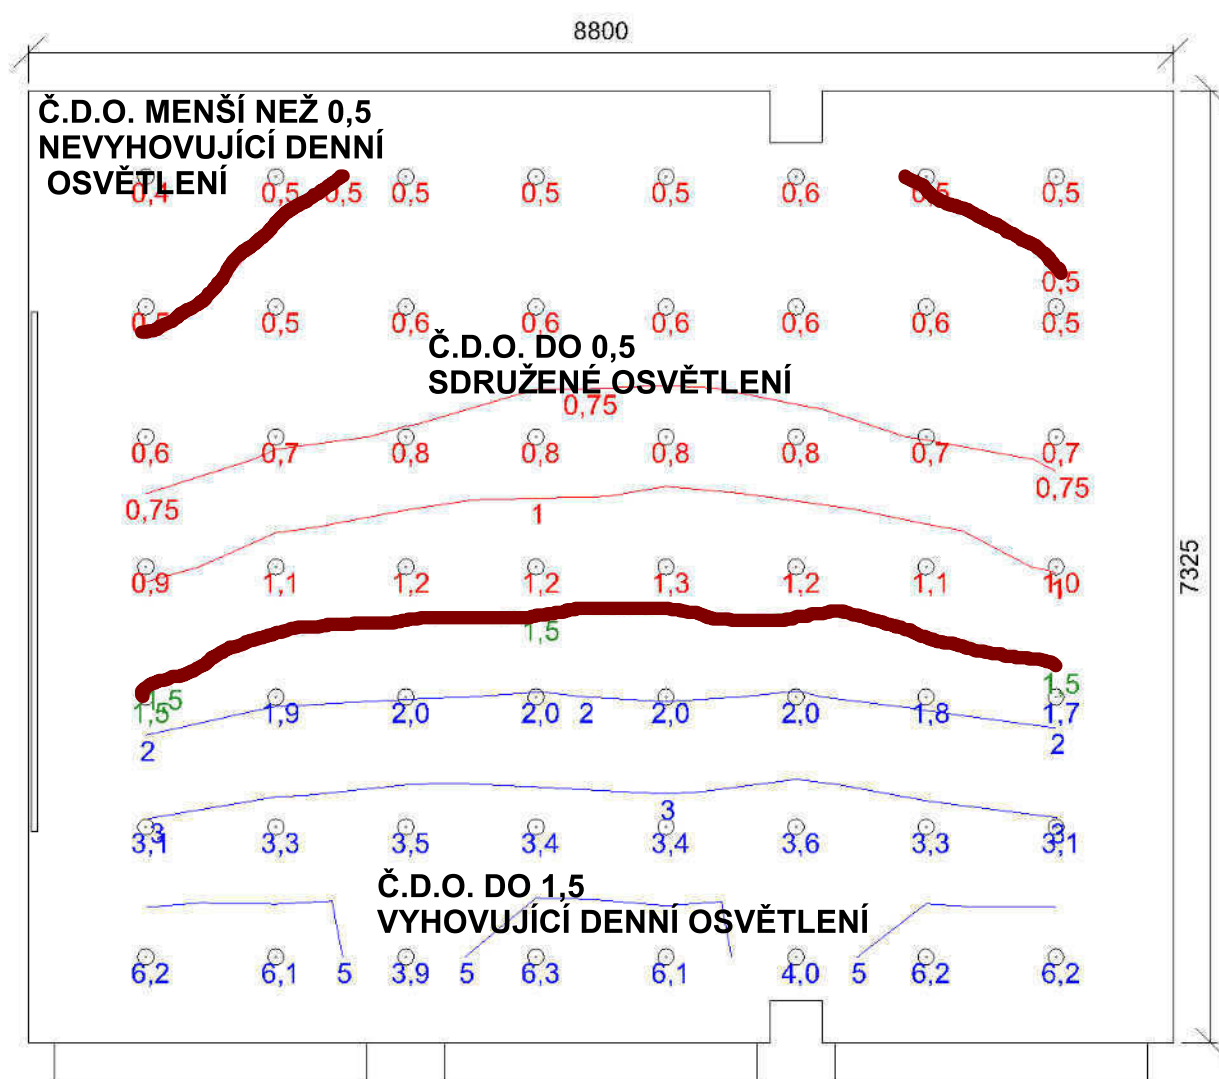 8800
Č.D.O. MENŠÍ NEŽ 0,5
NEVYHOVUJÍCÍ DENNÍ
OSVĚTLENÍ
0,4 0,5 0,5 0,5 0,5 0,5 0,6 0,5 0,5
0,5
0,5 0,5 0,6 0,6 0,6 0,6 0,6 0,5
Č.D.O. DO 0,5
SDRUŽENÉ OSVĚTLENÍ
0,75
0,6 0,7 0,8 0,8 0,8 0,8 0,7 0,7
0,75 0,75
1
7325
0,9 1,1 1,2 1,2 1,3 1,2 1,1 1,0
1
1,5
1,5 1,5
1,5 1,9 2,0 2,0 2 2,0 2,0 1,8 1,7
2 2
3 3 3
3,1 3,3 3,5 3,4 3,4 3,6 3,3 3,1
Č.D.O. DO 1,5
VYHOVUJÍCÍ DENNÍ OSVĚTLENÍ
6,2 6,1 5 3,9 5 6,3 6,1 4,0 5 6,2 6,2